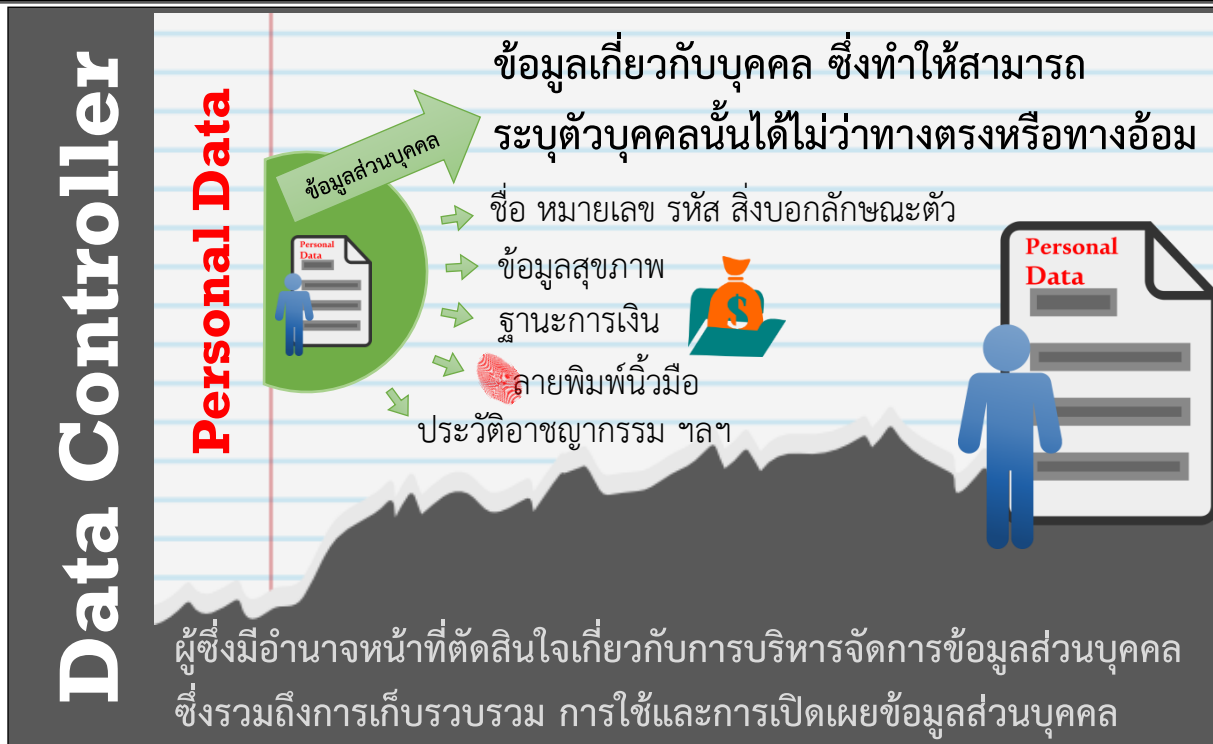 Data Controller
Personal Data
ข้อมูลเกี่ยวกับบุคคล ซึ่งทำให้สามารถ
ระบุตัวบุคคลนั้นได้ไม่ว่าทางตรงหรือทางอ้อม
ข้อมูลส่วนบุคคล
ชื่อ หมายเลข รหัส สิ่งบอกลักษณะตัว
ข้อมูลสุขภาพ
ฐานะการเงิน
$
ลายพิมพ์นิ้วมือ
ประวัติอาชญากรรม ฯลฯ
Personal
Data
Personal
Data
ผู้ซึ่งมีอำนาจหน้าที่ตัดสินใจเกี่ยวกับการบริหารจัดการข้อมูลส่วนบุคคล
ซึ่งรวมถึงการเก็บรวบรวม การใช้และการเปิดเผยข้อมูลส่วนบุคคล